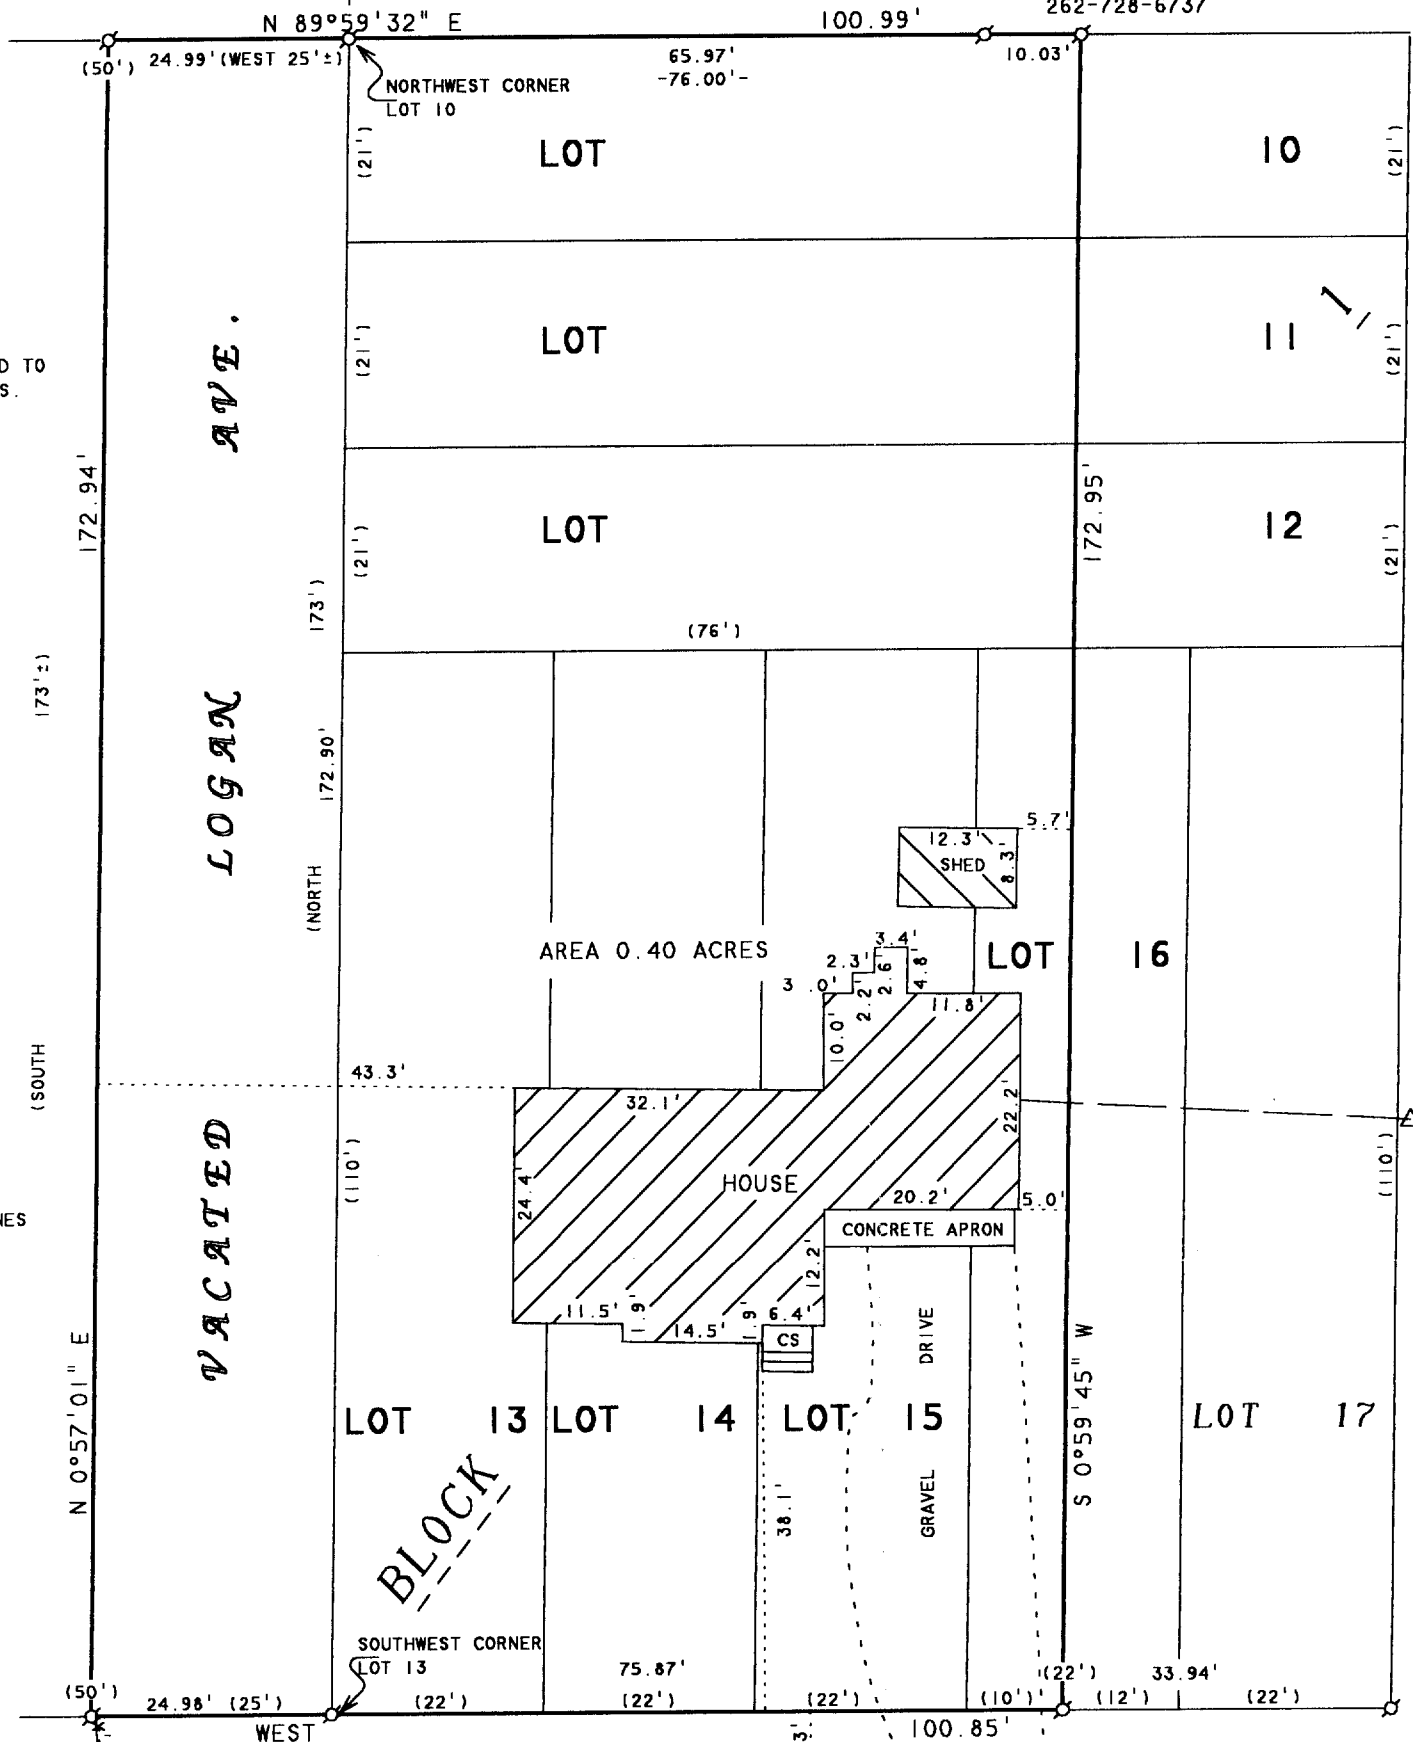 262-728-6737
N 89°59'32" E
100.99'
(50')
24.99'(WEST 25'±)
65.97'
-76.00'-
10.03'
NORTHWEST CORNER
LOT 10
(21')
LOT
10
(21')
(21')
LOT
11
1
(21')
D TO
S.
AVE.
172.94'
(21')
LOT
172.95'
12
(21')
173')
(76')
173'±)
LOGAN
172.90'
(NORTH
5.7'
12.3'
SHED
8.3'
AREA 0.40 ACRES
3.4'
2.3'
2.6'
4.8'
LOT 16
3.0'
2.2'
11.8'
10.0'
(SOUTH
43.3'
32.1'
22.2'
VACATED
(110')
24.4'
HOUSE
20.2'
5.0'
(110')
NES
CONCRETE APRON
12.2'
11.5'
1.9'
14.5'
1.9'
6.4'
CS
DRIVE
N 0°57'01" E
S 0°59'45" W
LOT 13
LOT 14
LOT 15
LOT 17
BLOCK
38.1'
GRAVEL
SOUTHWEST CORNER
LOT 13
75.87'
(22')
33.94'
(50')
24.98' (25')
(22')
(22')
(22')
(10')
(12')
(22')
WEST
3.
100.85'